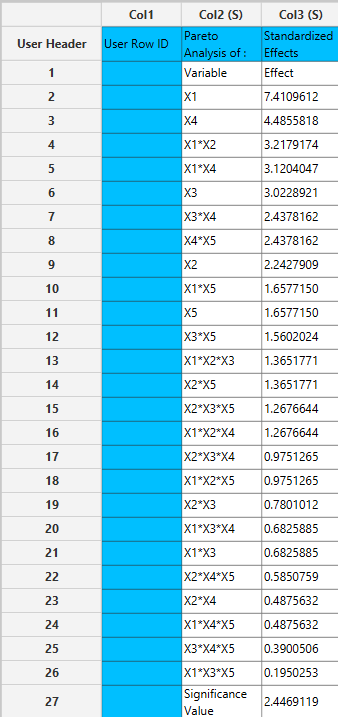 Col1 Col2 (S) Col3 (S)
User Header User Row ID Pareto Analysis of : Standardized Effects
1 Variable Effect
2 X1 7.4109612
3 X4 4.4855818
4 X1*X2 3.2179174
5 X1*X4 3.1204047
6 X3 3.0228921
7 X3*X4 2.4378162
8 X4*X5 2.4378162
9 X2 2.2427909
10 X1*X5 1.6577150
11 X5 1.6577150
12 X3*X5 1.5602024
13 X1*X2*X3 1.3651771
14 X2*X5 1.3651771
15 X2*X3*X5 1.2676644
16 X1*X2*X4 1.2676644
17 X2*X3*X4 0.9751265
18 X1*X2*X5 0.9751265
19 X2*X3 0.7801012
20 X1*X3*X4 0.6825885
21 X1*X3 0.6825885
22 X2*X4*X5 0.5850759
23 X2*X4 0.4875632
24 X1*X4*X5 0.4875632
25 X3*X4*X5 0.3900506
26 X1*X3*X5 0.1950253
27 Significance Value 2.4469119